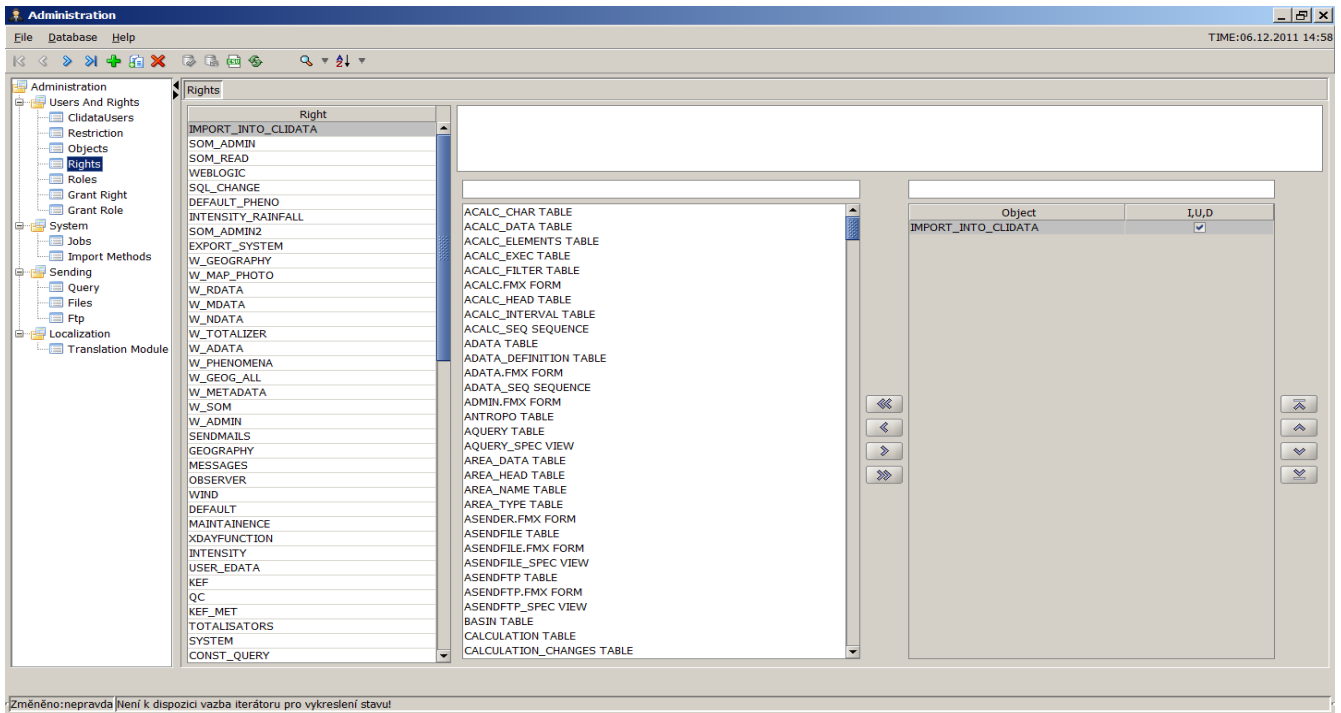 Administration
File Database Help
TIME:06.12.2011 14:58
Administration
Users And Rights
ClidataUsers
Restriction
Objects
Rights
Roles
Grant Right
Grant Role
System
Jobs
Import Methods
Sending
Query
Files
Ftp
Localization
Translation Module
Rights
Right
IMPORT_INTO_CLIDATA
SOM_ADMIN
SOM_READ
WEBLOGIC
SQL_CHANGE
DEFAULT_PHENO
INTENSITY_RAINFALL
SOM_ADMIN2
EXPORT_SYSTEM
W_GEOGRAPHY
W_MAP_PHOTO
W_RDATA
W_MDATA
W_NDATA
W_TOTALIZER
W_ADATA
W_PHENOMENA
W_GEOG_ALL
W_METADATA
W_SOM
W_ADMIN
SENDMAILS
GEOGRAPHY
MESSAGES
OBSERVER
WIND
DEFAULT
MAINTAINENCE
XDAYFUNCTION
INTENSITY
USER_EDATA
KEF
QC
KEF_MET
TOTALISATORS
SYSTEM
CONST_QUERY
ACALC_CHAR TABLE
ACALC_DATA TABLE
ACALC_ELEMENTS TABLE
ACALC_EXEC TABLE
ACALC_FILTER TABLE
ACALC.FMX FORM
ACALC_HEAD TABLE
ACALC_INTERVAL TABLE
ACALC_SEQ SEQUENCE
ADATA TABLE
ADATA_DEFINITION TABLE
ADATA.FMX FORM
ADATA_SEQ SEQUENCE
ADMIN.FMX FORM
ANTROPO TABLE
AQUERY TABLE
AQUERY_SPEC VIEW
AREA_DATA TABLE
AREA_HEAD TABLE
AREA_NAME TABLE
AREA_TYPE TABLE
ASENDER.FMX FORM
ASENDFILE TABLE
ASENDFILE.FMX FORM
ASENDFILE_SPEC VIEW
ASENDFTP TABLE
ASENDFTP.FMX FORM
ASENDFTP_SPEC VIEW
BASIN TABLE
CALCULATION TABLE
CALCULATION_CHANGES TABLE
Object I,U,D
IMPORT_INTO_CLIDATA
Změněno:nepravda Není k dispozici vazba iterátoru pro vykreslení stavu!